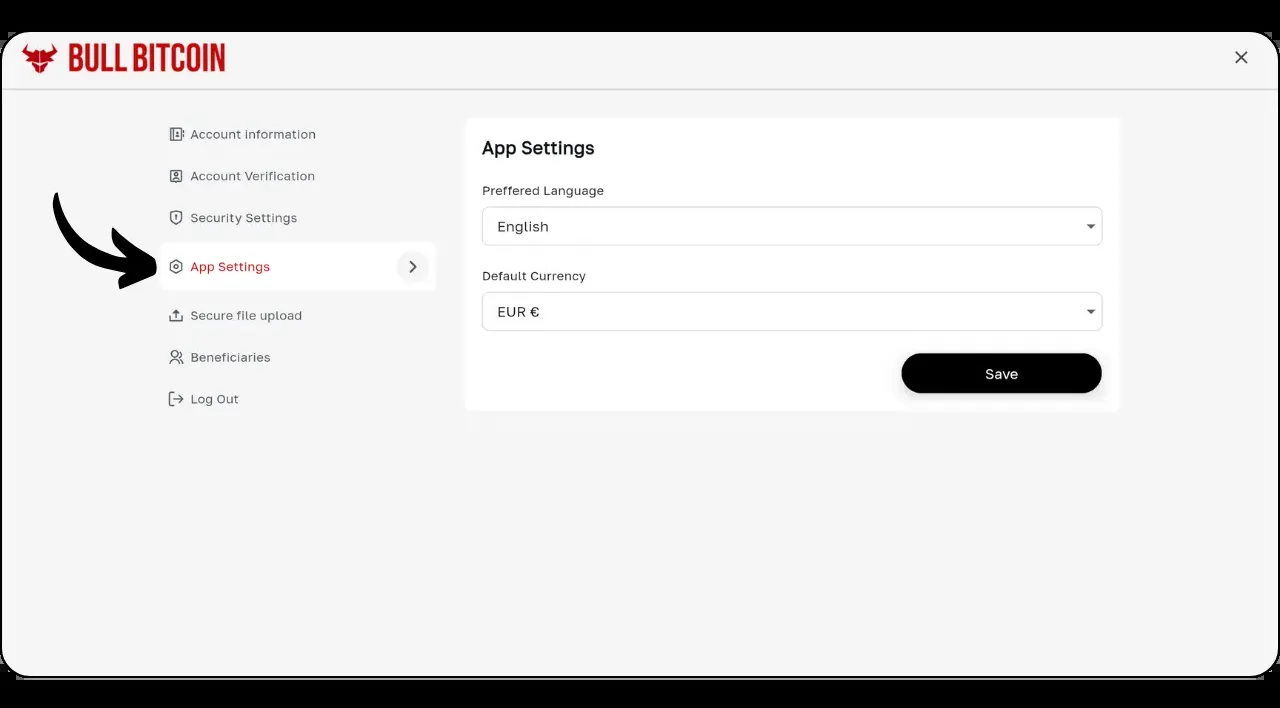 BULL BITCOIN
Account information
Account Verification
Security Settings
App Settings
Secure file upload
Beneficiaries
Log Out
App Settings
Preffered Language
English
Default Currency
EUR €
Save